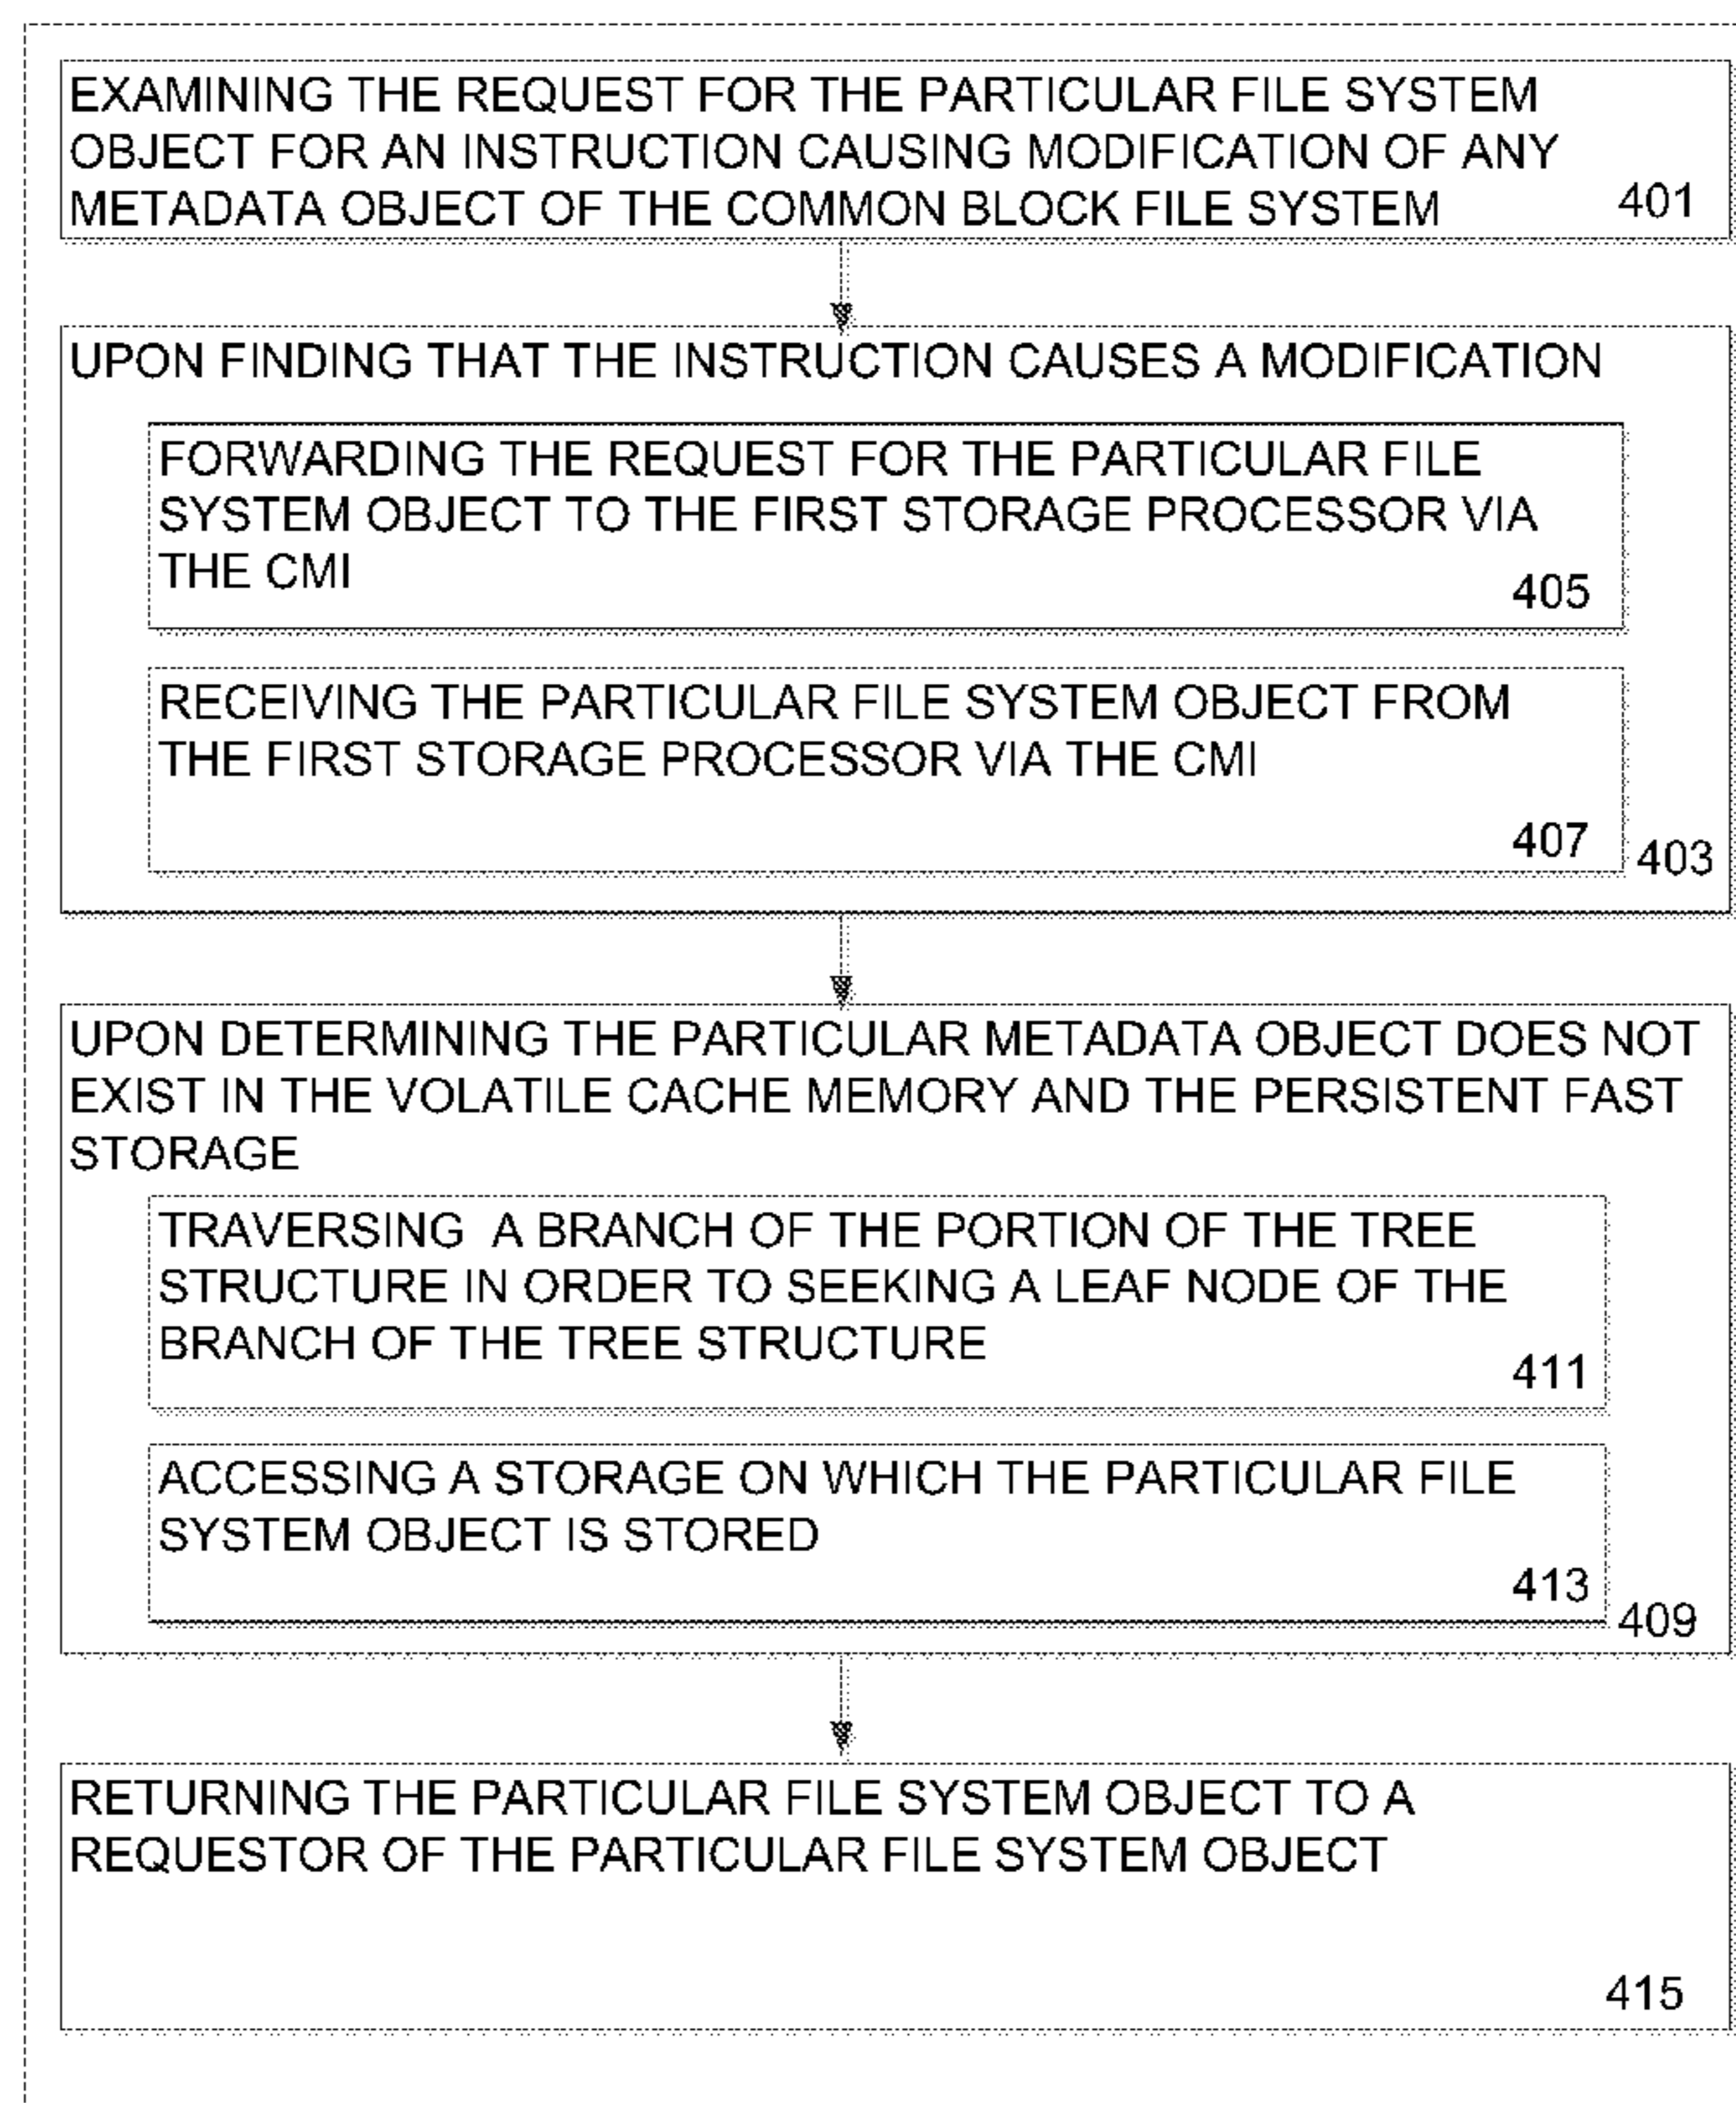 EXAMINING THE REQUEST FOR THE PARTICULAR FILE SYSTEM
OBJECT FOR AN INSTRUCTION CAUSING MODIFICATION OF ANY
METADATA OBJECT OF THE COMMON BLOCK FILE SYSTEM
401
UPON FINDING THAT THE INSTRUCTION CAUSES A MODIFICATION
FORWARDING THE REQUEST FOR THE PARTICULAR FILE
SYSTEM OBJECT TO THE FIRST STORAGE PROCESSOR VIA
THE CMI
405
RECEIVING THE PARTICULAR FILE SYSTEM OBJECT FROM
THE FIRST STORAGE PROCESSOR VIA THE CMI
407
403
UPON DETERMINING THE PARTICULAR METADATA OBJECT DOES NOT
EXIST IN THE VOLATILE CACHE MEMORY AND THE PERSISTENT FAST
STORAGE
TRAVERSING A BRANCH OF THE PORTION OF THE TREE
STRUCTURE IN ORDER TO SEEKING A LEAF NODE OF THE
BRANCH OF THE TREE STRUCTURE
411
ACCESSING A STORAGE ON WHICH THE PARTICULAR FILE
SYSTEM OBJECT IS STORED
413
409
RETURNING THE PARTICULAR FILE SYSTEM OBJECT TO A
REQUESTOR OF THE PARTICULAR FILE SYSTEM OBJECT
415